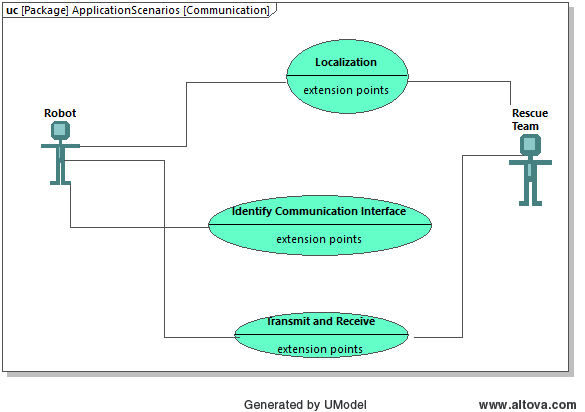 uc [Package] ApplicationScenarios [Communication]
Localization
extension points
Robot
Rescue
Team
Identify Communication Interface
extension points
Transmit and Receive
extension points
Generated by UModel
www.altova.com